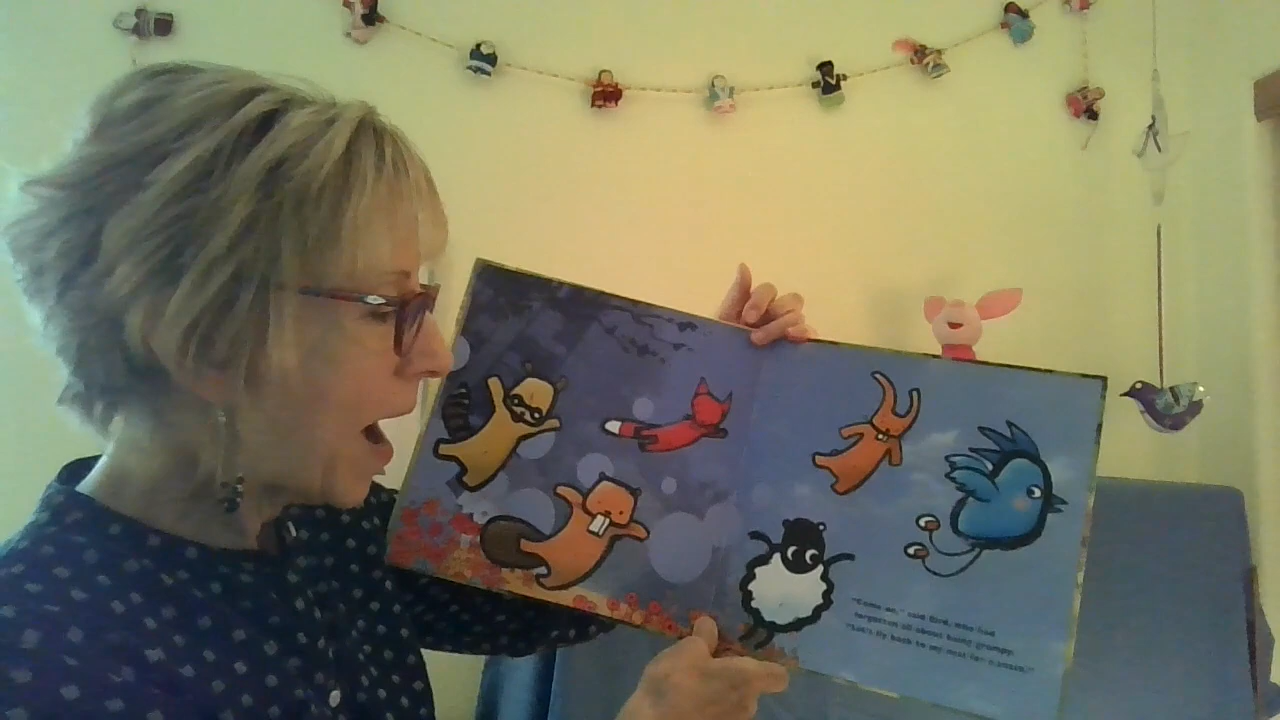 "Come on," said Bird, who had
forgotten all about being grumpy.
"Let's fly back to my nest for a snack."